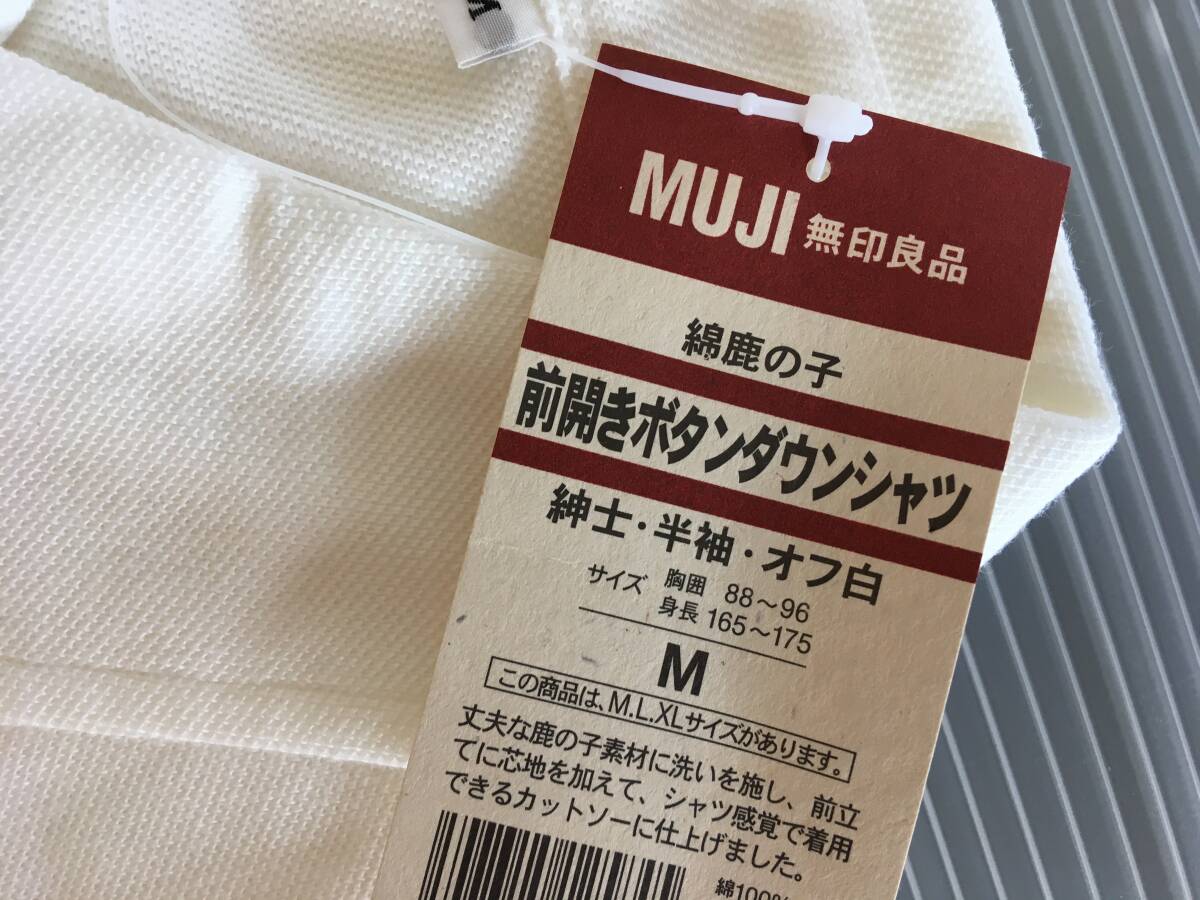 M
MUJI 無印良品
綿鹿の子
前開きボタンダウンシャツ
紳士・半袖・オフ白
サイズ 胸囲 88～96
身長 165～175
M
この商品は、M.L.XLサイズがあります。
丈夫な鹿の子素材に洗いを施し、前立
てに芯地を加えて、シャツ感覚で着用
できるカットソーに仕上げました。
綿100%